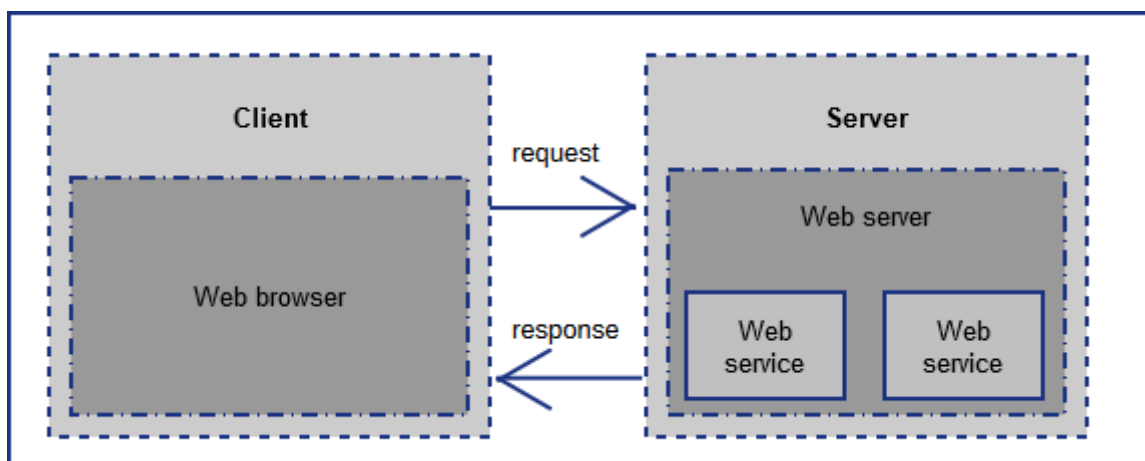 Client
Server
request
Web server
Web browser
response
Web
service
Web
service